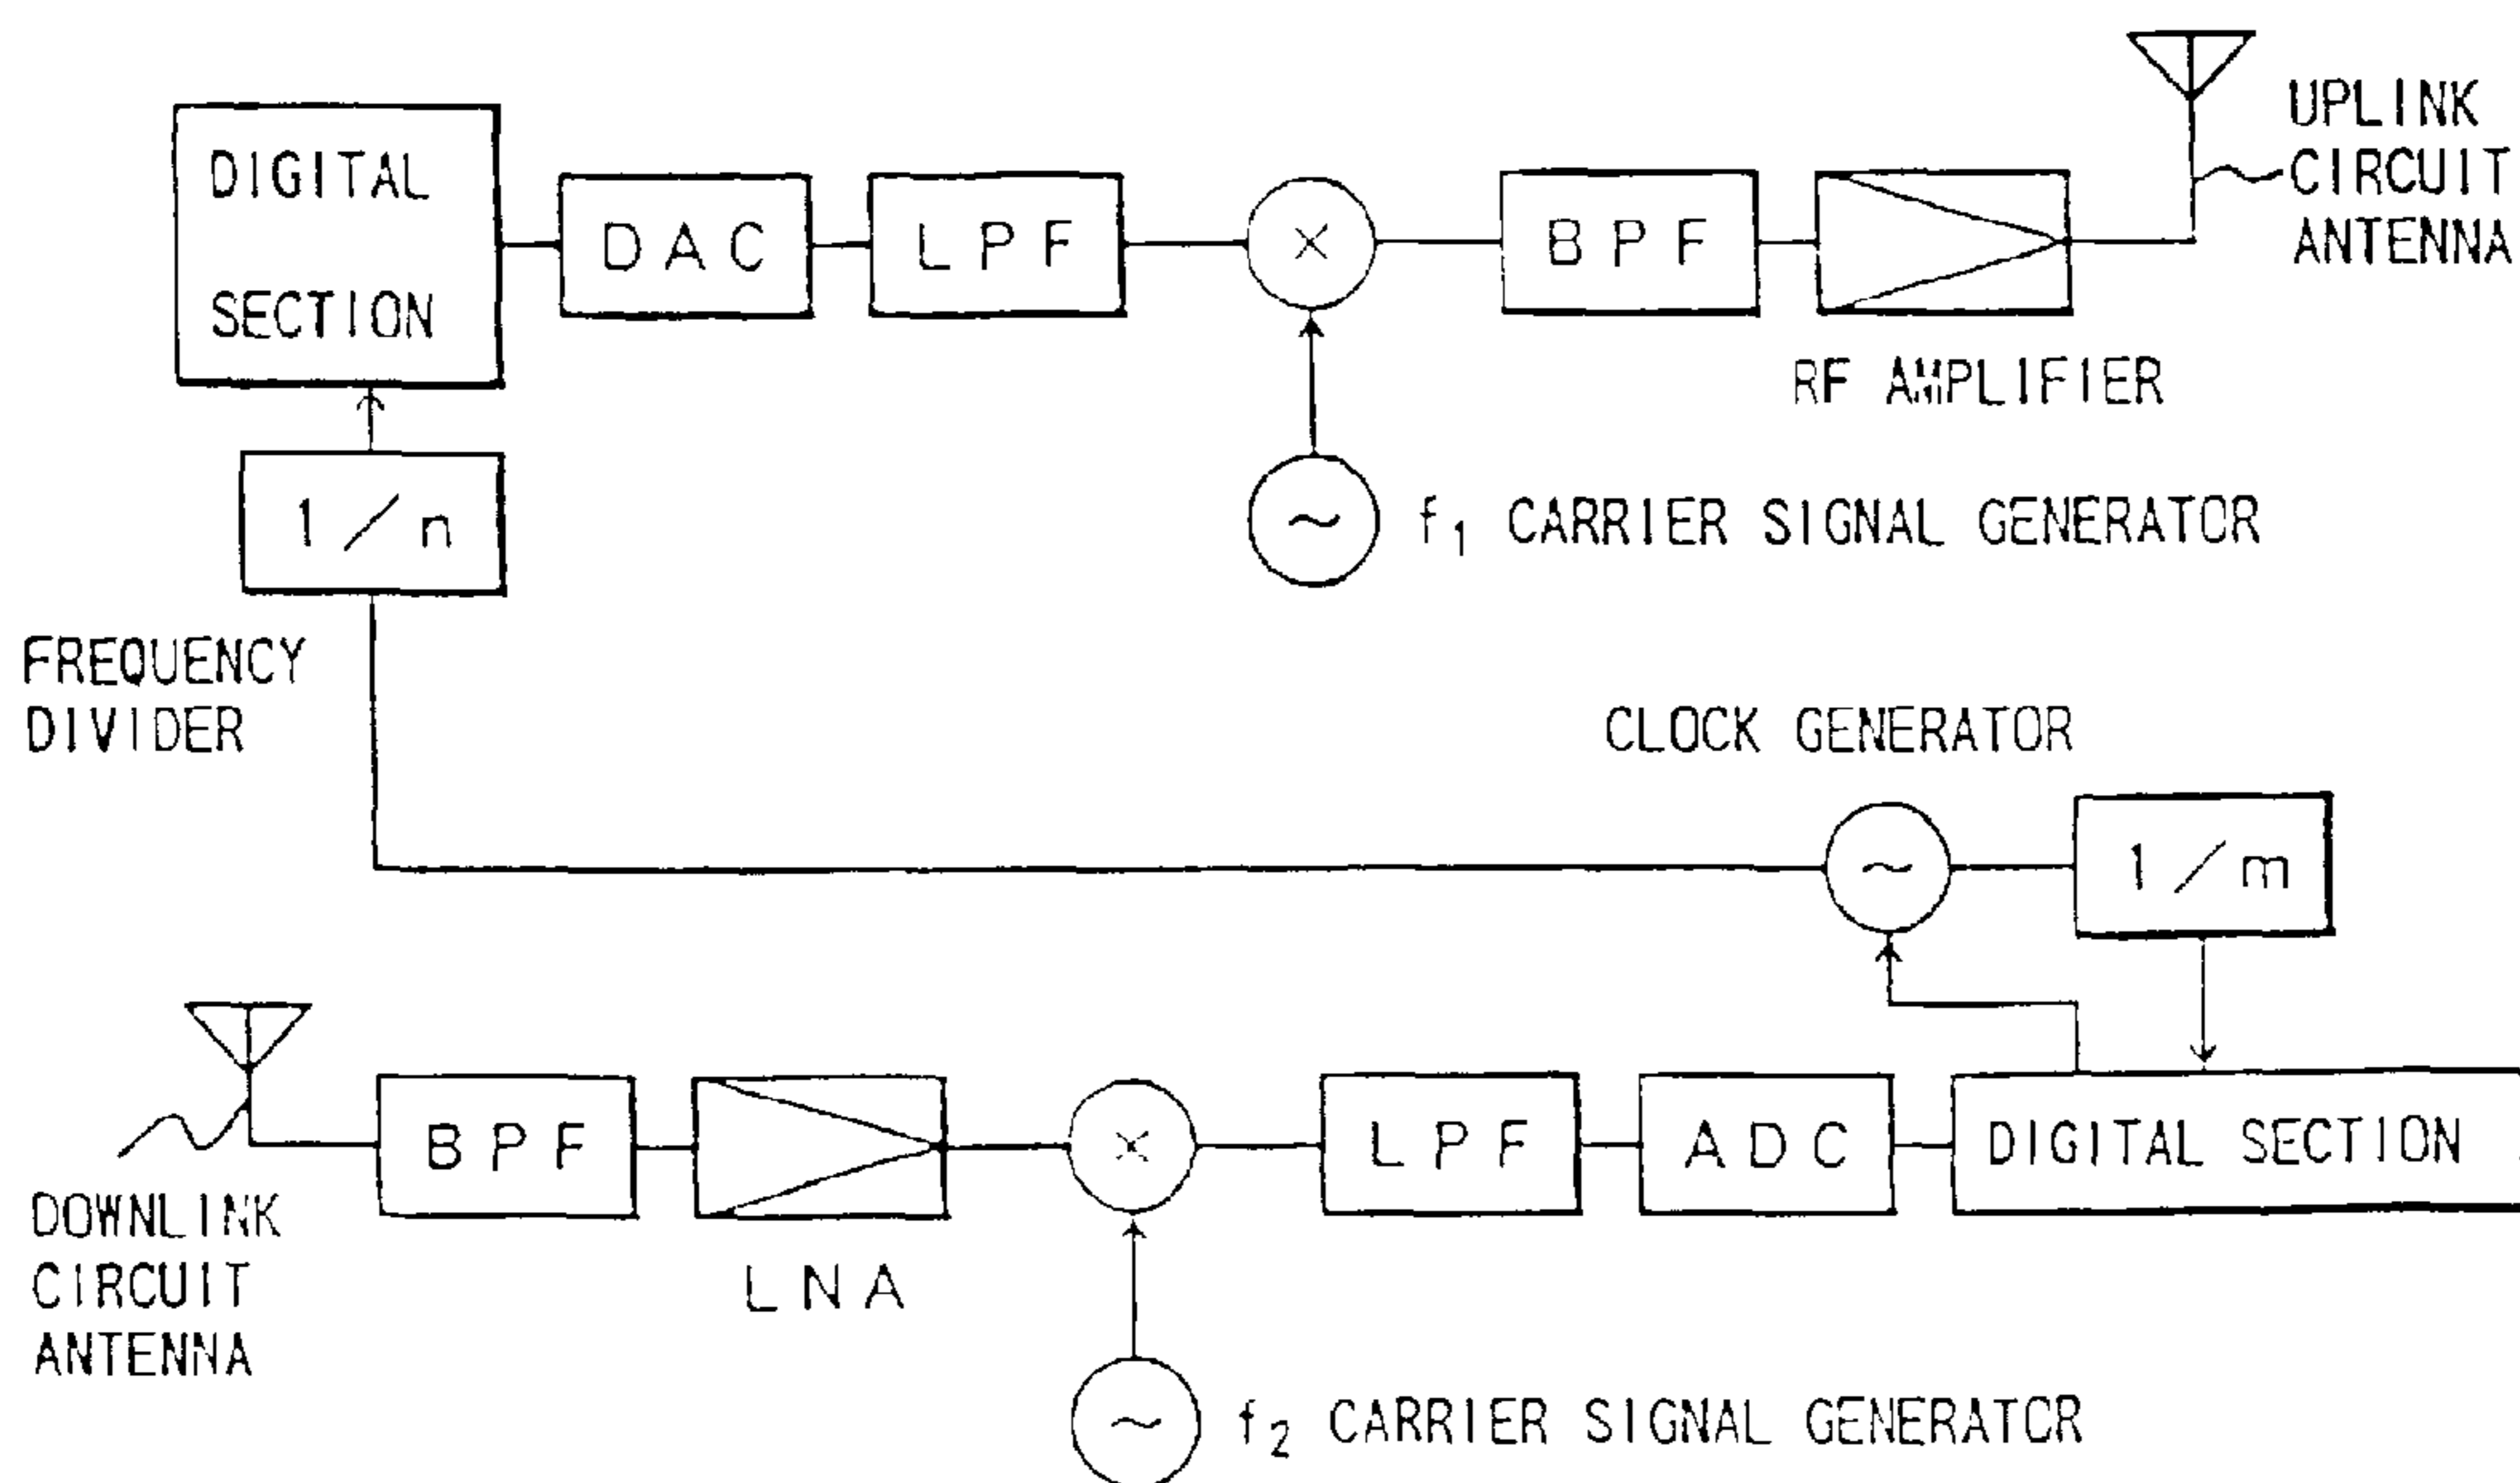 UPLINK
CIRCUIT
ANTENNA
DIGITAL
SECTION
DAC
LPF
×
BPF
RF AMPLIFIER
1/n
~
f₁ CARRIER SIGNAL GENERATOR
FREQUENCY
DIVIDER
CLOCK GENERATOR
~
1/m
BPF
×
LPF
ADC
DIGITAL SECTION
DOWNLINK
CIRCUIT
ANTENNA
LNA
~
f₂ CARRIER SIGNAL GENERATOR